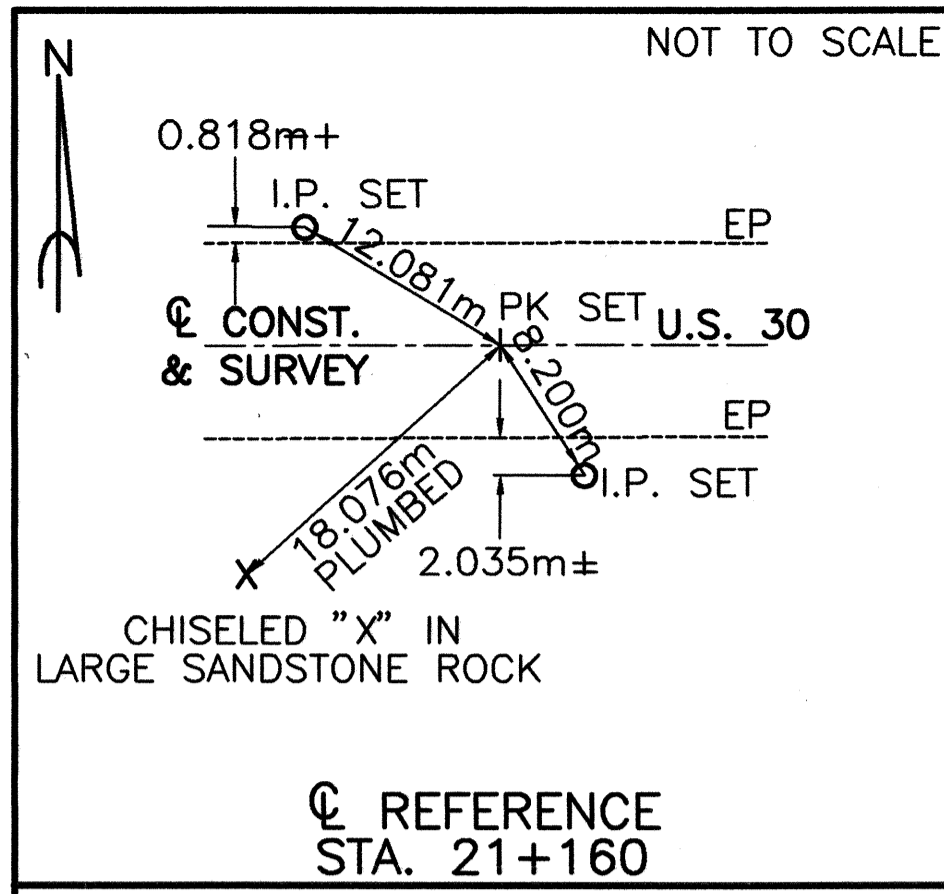 NOT TO SCALE
N
0.818m±
I.P. SET
EP
12.081m
PK SET
U.S. 30
℄ CONST.
& SURVEY
8.200m
EP
18.076m
PLUMBED
I.P. SET
2.035m±
X
CHISELED "X" IN
LARGE SANDSTONE ROCK
℄ REFERENCE
STA. 21+160